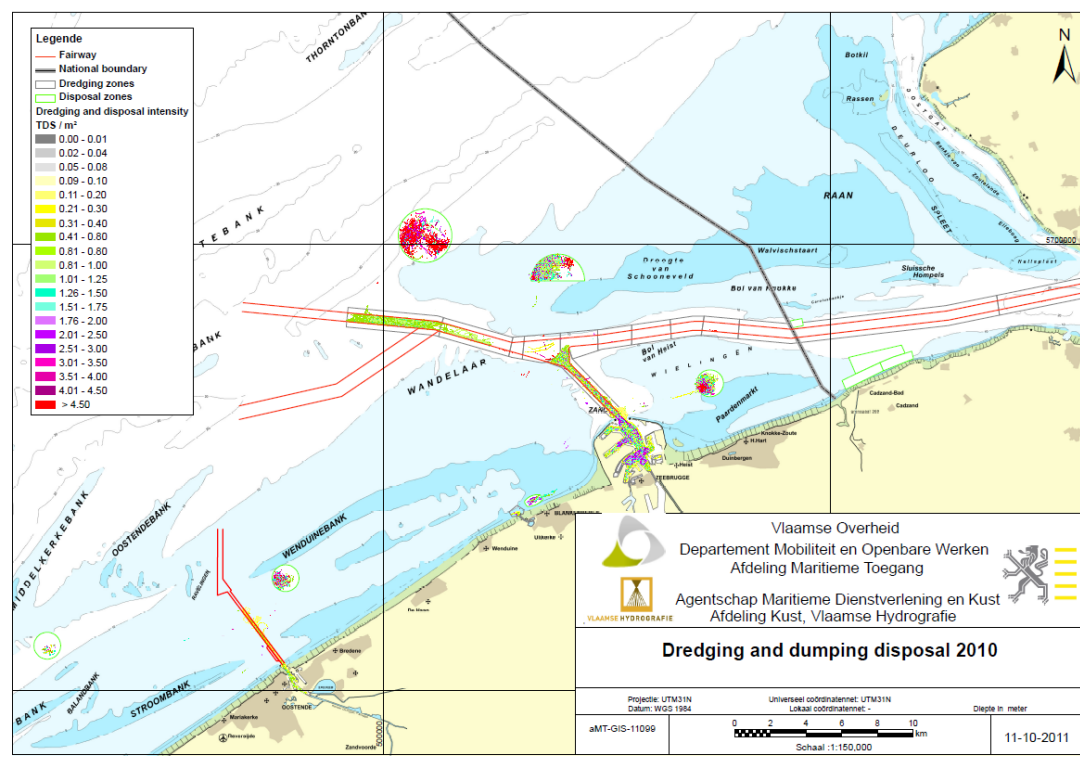 Legende
Fairway
National boundary
Dredging zones
Disposal zones
Dredging and disposal intensity
TDS / m²
0.00 - 0.01
0.02 - 0.04
0.05 - 0.08
0.09 - 0.10
0.11 - 0.20
0.21 - 0.30
0.31 - 0.40
0.41 - 0.80
0.81 - 0.80
0.81 - 1.00
1.01 - 1.25
1.26 - 1.50
1.51 - 1.75
1.76 - 2.00
2.01 - 2.50
2.51 - 3.00
3.01 - 3.50
3.51 - 4.00
4.01 - 4.50
> 4.50
THORNTONBANK
N
Botkil
Rassen
OOSTGAT
DEURLOO
SPLEET
RAAN
Walvischstaart
5700000
TEBANK
Droogte
van
Schooneveld
Bol van Knokke
Sluissche
Hompels
BANK
WANDELAAR
Bol
van Heist
WIELINGEN
Paardenmarkt
Cadzand-Bad
Cadzand
Knokke-Zoute
H.Hart
Duinbergen
Heist
ZEEBRUGGE
Uitkerke
Wenduine
WENDUINEBANK
OOSTENDEBANK
MIDDELKERKEBANK
De Haan
Bredene
BALANDBANK
STROOMBANK
BANK
OOSTENDE
Mariakerke
Raversijde
Zandvoorde
500000
Vlaamse Overheid
Departement Mobiliteit en Openbare Werken
Afdeling Maritieme Toegang
VLAAMSE HYDROGRAFIE
Agentschap Maritieme Dienstverlening en Kust
Afdeling Kust, Vlaamse Hydrografie
Dredging and dumping disposal 2010
Projectie: UTM31N
Datum: WGS 1984
Universeel coördinatennet: UTM31N
Lokaal coördinatennet: -
Diepte in meter
aMT-GIS-11099
0 2 4 6 8 10
km
Schaal :1:150,000
11-10-2011